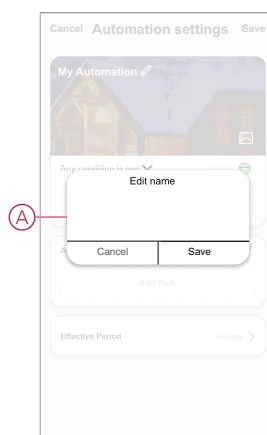 Cancel Automation settings Save
My Automation
Any condition is met
Edit name
A
Cancel Save
A
Add Task
Effective Period All-Day